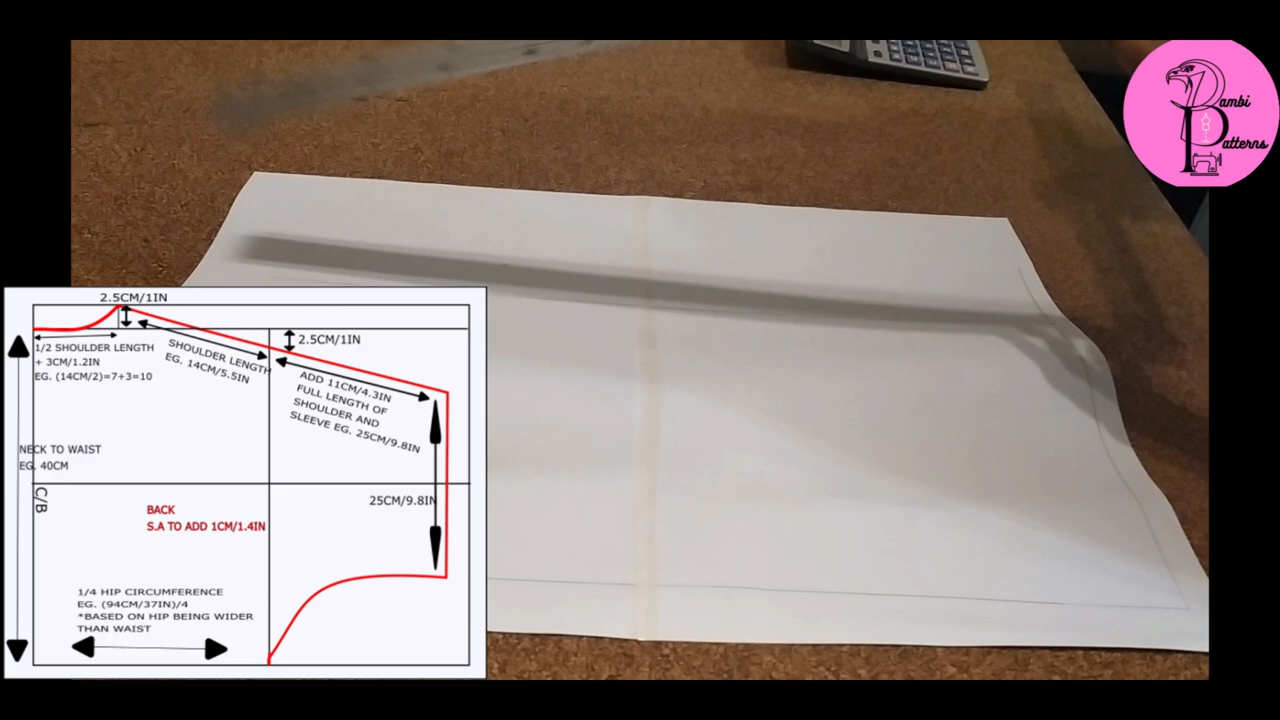 Bambi
Patterns
2.5CM/1IN
2.5CM/1IN
1/2 SHOULDER LENGTH
+ 3CM/1.2IN
EG. (14CM/2)=7+3=10
SHOULDER LENGTH
EG. 14CM/5.5IN
ADD 11CM/4.3IN
FULL LENGTH OF
SHOULDER AND
SLEEVE EG. 25CM/9.8IN
NECK TO WAIST
EG. 40CM
C/B
25CM/9.8IN
BACK
S.A TO ADD 1CM/1.4IN
1/4 HIP CIRCUMFERENCE
EG. (94CM/37IN)/4
*BASED ON HIP BEING WIDER
THAN WAIST